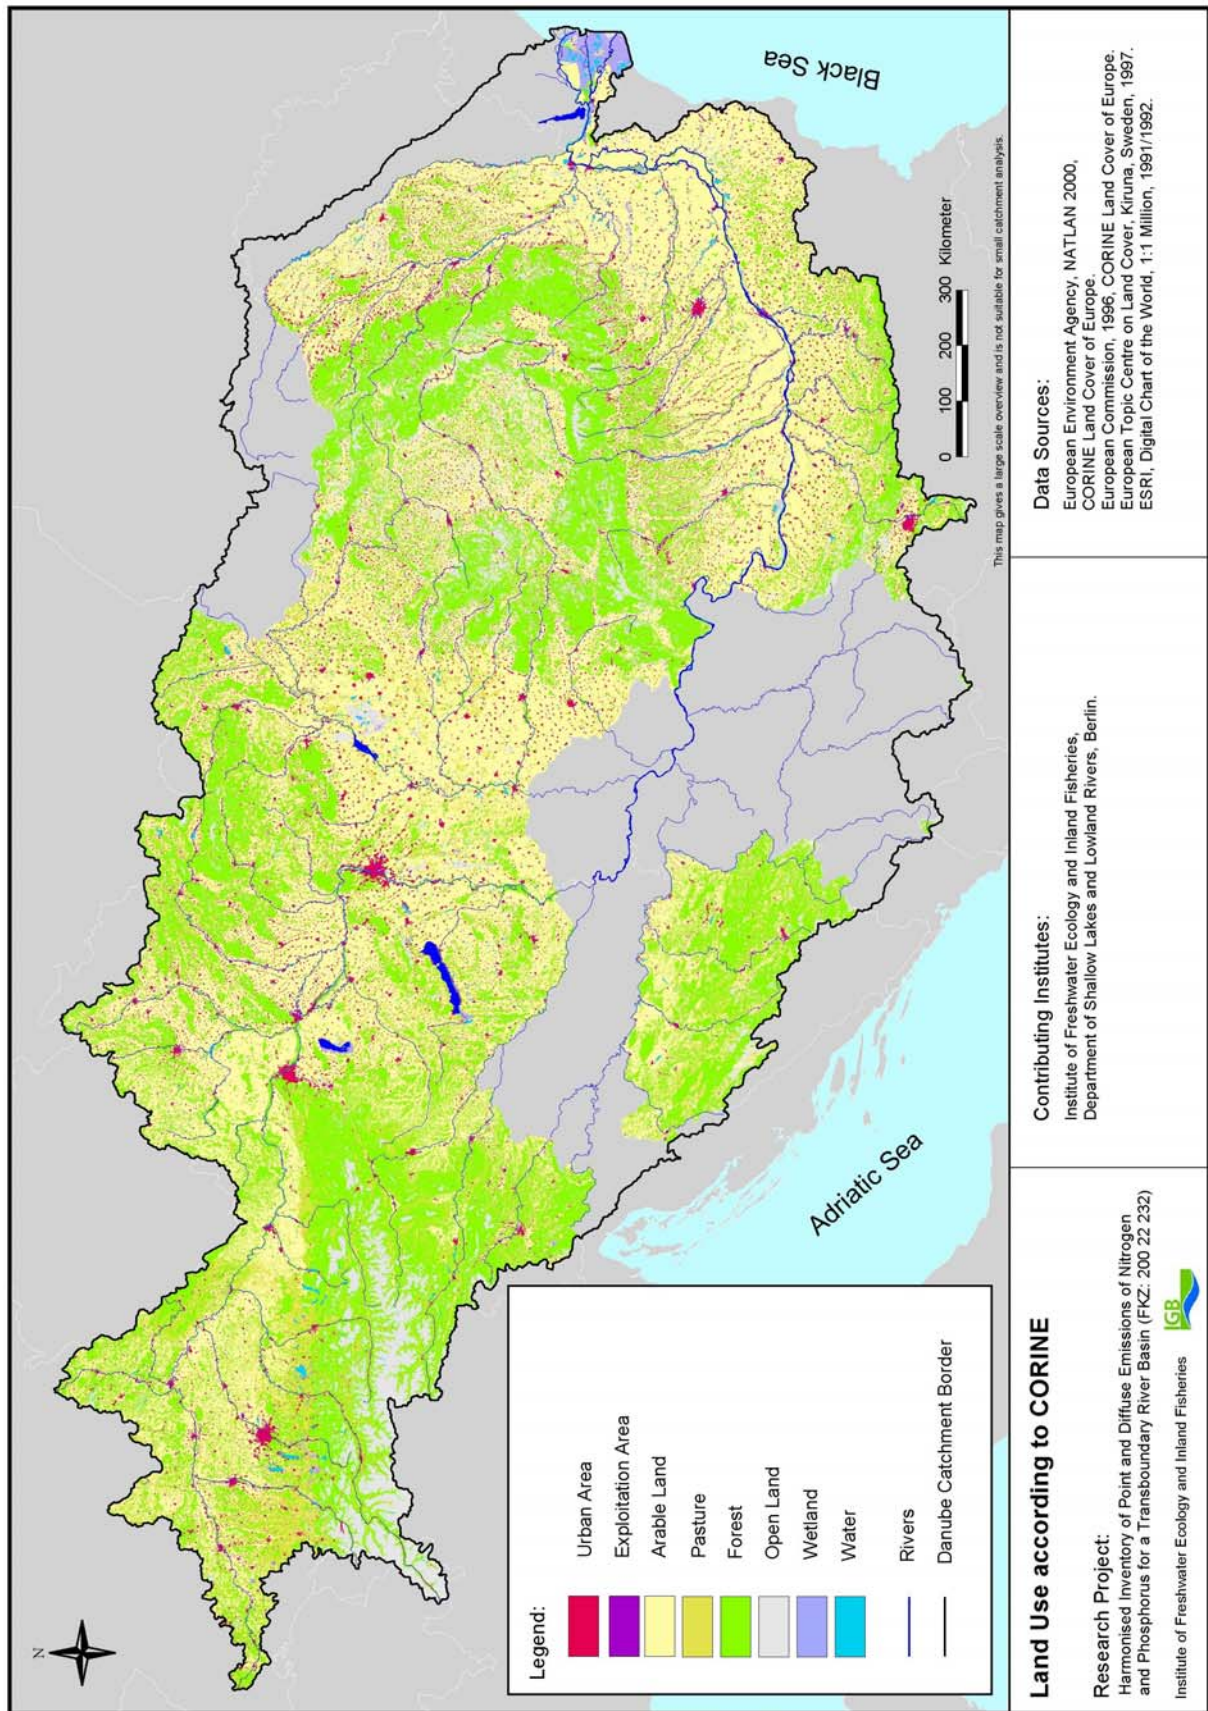 N
Black Sea
Adriatic Sea
0 100 200 300 Kilometer
This map gives a large scale overview and is not suitable for small catchment analysis.
Legend:
Urban Area
Exploitation Area
Arable Land
Pasture
Forest
Open Land
Wetland
Water
Rivers
Danube Catchment Border
Land Use according to CORINE
Research Project:
Harmonised Inventory of Point and Diffuse Emissions of Nitrogen
and Phosphorus for a Transboundary River Basin (FKZ: 200 22 232)
Institute of Freshwater Ecology and Inland Fisheries
IGB
Contributing Institutes:
Institute of Freshwater Ecology and Inland Fisheries,
Department of Shallow Lakes and Lowland Rivers, Berlin.
Data Sources:
European Environment Agency, NATLAN 2000,
CORINE Land Cover of Europe.
European Commission, 1996, CORINE Land Cover of Europe.
European Topic Centre on Land Cover, Kiruna, Sweden, 1997.
ESRI, Digital Chart of the World, 1:1 Million, 1991/1992.